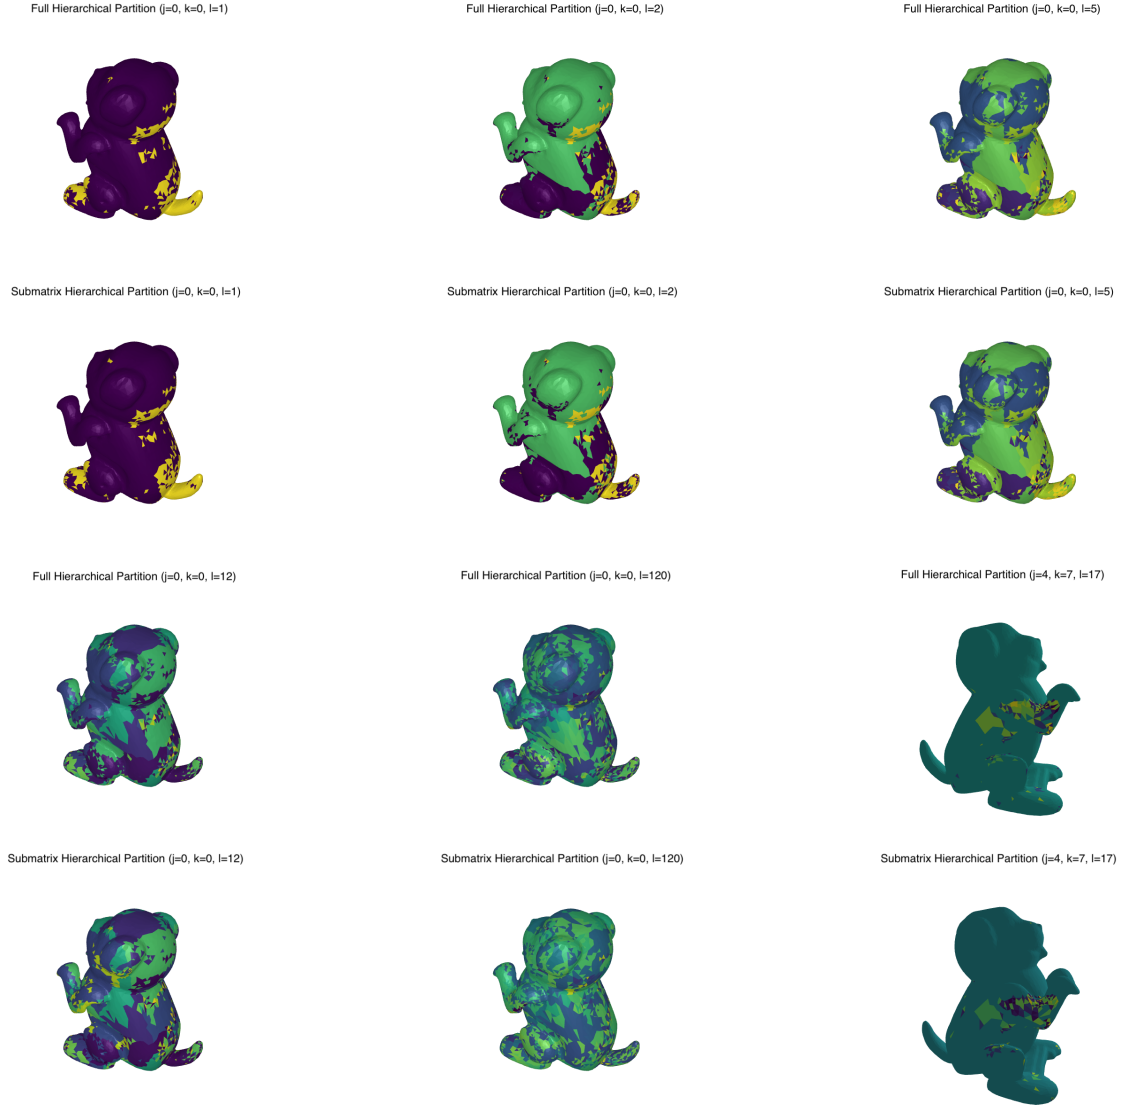 Full Hierarchical Partition (j=0, k=0, l=1)
Full Hierarchical Partition (j=0, k=0, l=2)
Full Hierarchical Partition (j=0, k=0, l=5)
Submatrix Hierarchical Partition (j=0, k=0, l=1)
Submatrix Hierarchical Partition (j=0, k=0, l=2)
Submatrix Hierarchical Partition (j=0, k=0, l=5)
Full Hierarchical Partition (j=0, k=0, l=12)
Full Hierarchical Partition (j=0, k=0, l=120)
Full Hierarchical Partition (j=4, k=7, l=17)
Submatrix Hierarchical Partition (j=0, k=0, l=12)
Submatrix Hierarchical Partition (j=0, k=0, l=120)
Submatrix Hierarchical Partition (j=4, k=7, l=17)